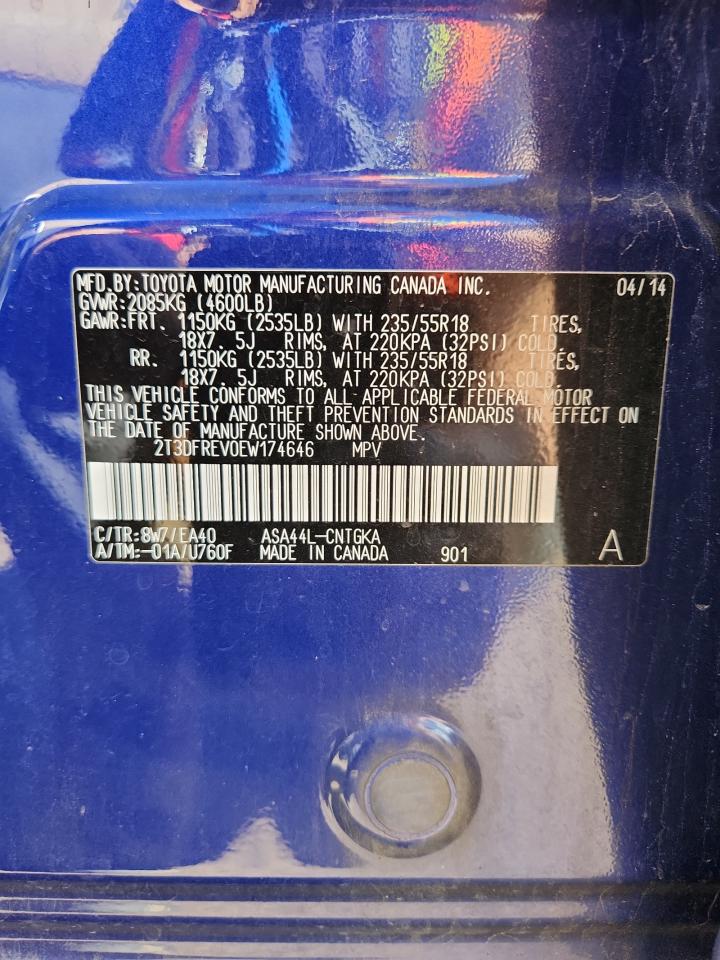 MFD.BY:TOYOTA MOTOR MANUFACTURING CANADA INC. 04/14
GVWR:2085KG (4600LB)
GAWR:FRT. 1150KG (2535LB) WITH 235/55R18 TIRES,
18X7. 5J RIMS, AT 220KPA (32PSI) COLD,
RR. 1150KG (2535LB) WITH 235/55R18 TIRES,
18X7. 5J RIMS, AT 220KPA (32PSI) COLD,
THIS VEHICLE CONFORMS TO ALL APPLICABLE FEDERAL MOTOR
VEHICLE SAFETY AND THEFT PREVENTION STANDARDS IN EFFECT ON
THE DATE OF MANUFACTURE SHOWN ABOVE.
2T3DFREV0EW174646 MPV
C/TR:8W7/EA40 ASA44L-CNTGKA
A/TM:-01A/U760F MADE IN CANADA 901 A